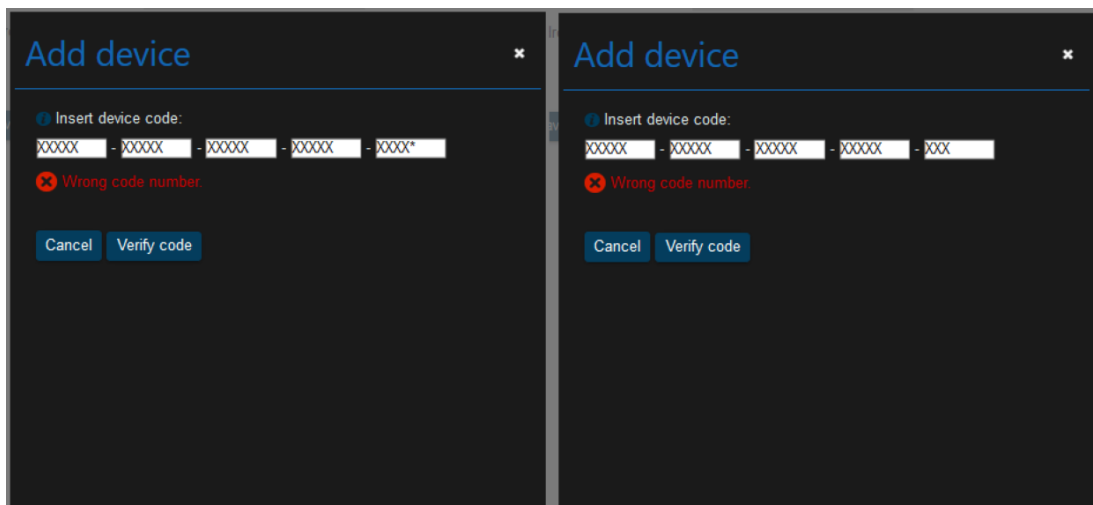 Add device
Insert device code:
XXXXX - XXXXX - XXXXX - XXXXX - XXXX*
Wrong code number.
Cancel Verify code
Add device
Insert device code:
XXXXX - XXXXX - XXXXX - XXXXX - XXX
Wrong code number.
Cancel Verify code